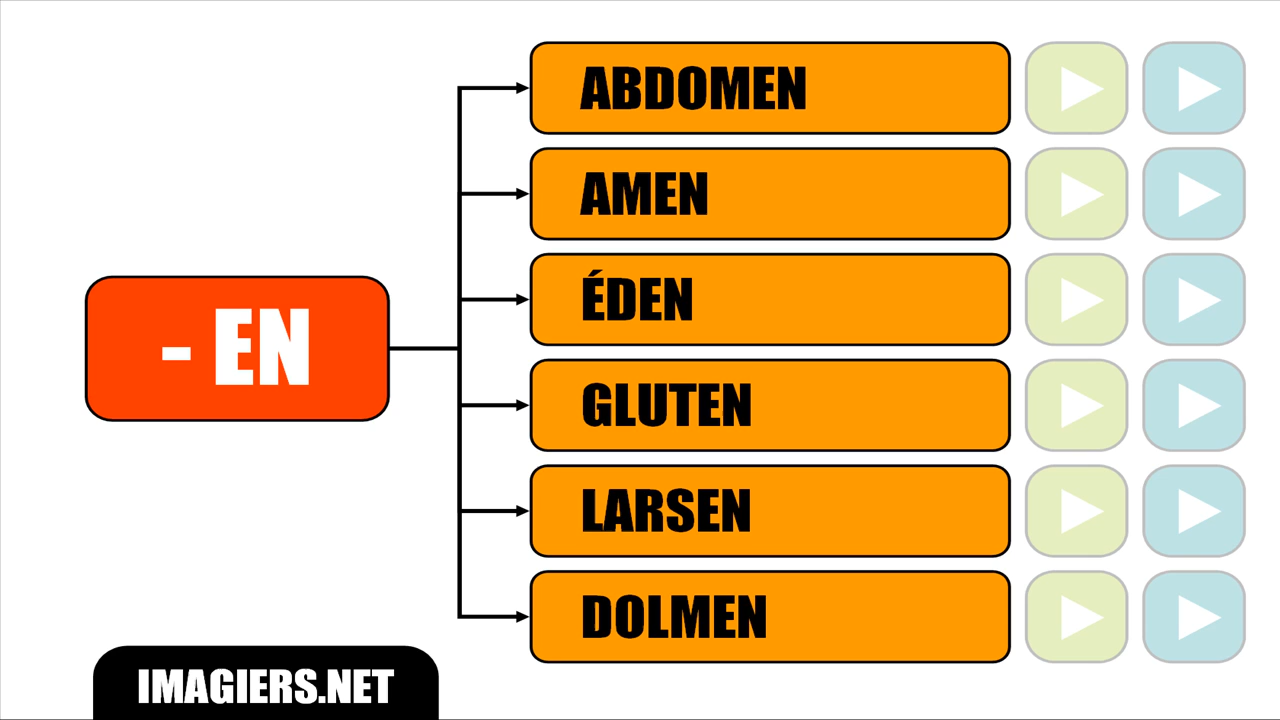 - EN
ABDOMEN
AMEN
ÉDEN
GLUTEN
LARSEN
DOLMEN
IMAGIERS.NET